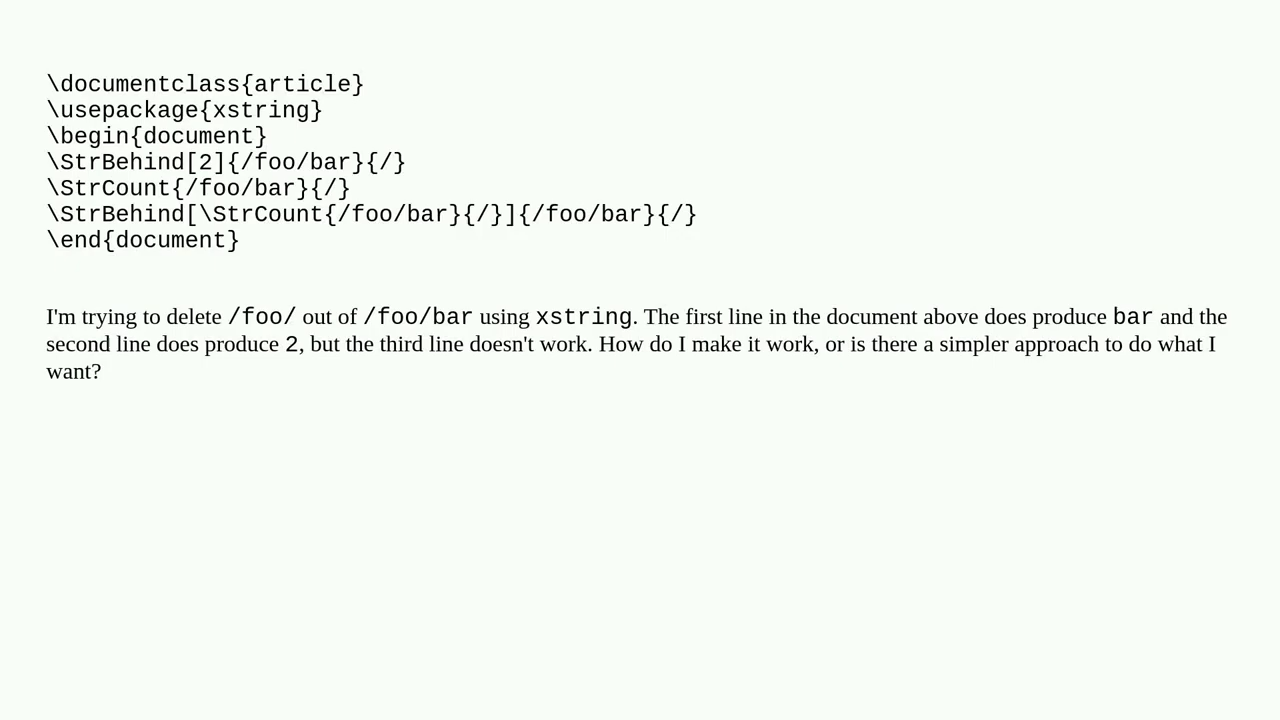 \documentclass{article}
\usepackage{xstring}
\begin{document}
\StrBehind[2]{/foo/bar}{/}
\StrCount{/foo/bar}{/}
\StrBehind[\StrCount{/foo/bar}{/}]{/foo/bar}{/}
\end{document}
I'm trying to delete /foo/ out of /foo/bar using xstring. The first line in the document above does produce bar and the
second line does produce 2, but the third line doesn't work. How do I make it work, or is there a simpler approach to do what I
want?